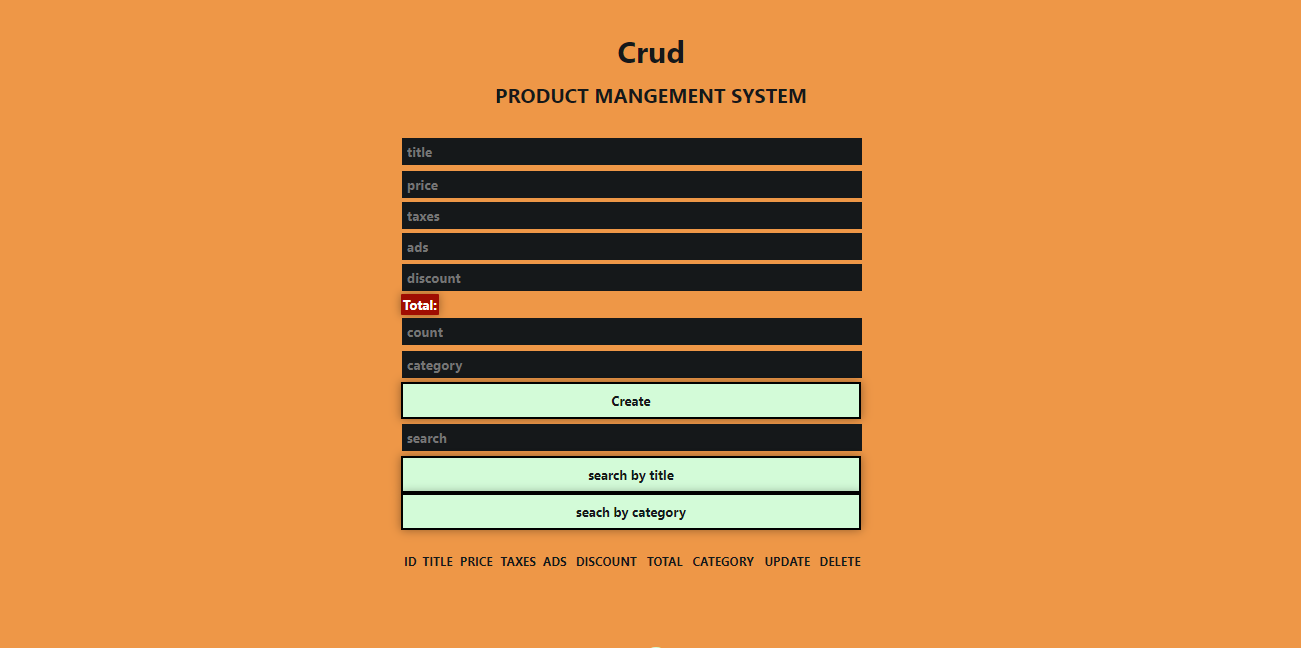 Crud
PRODUCT MANGEMENT SYSTEM
title
price
taxes
ads
discount
Total:
count
category
Create
search
search by title
seach by category
ID TITLE PRICE TAXES ADS DISCOUNT TOTAL CATEGORY UPDATE DELETE